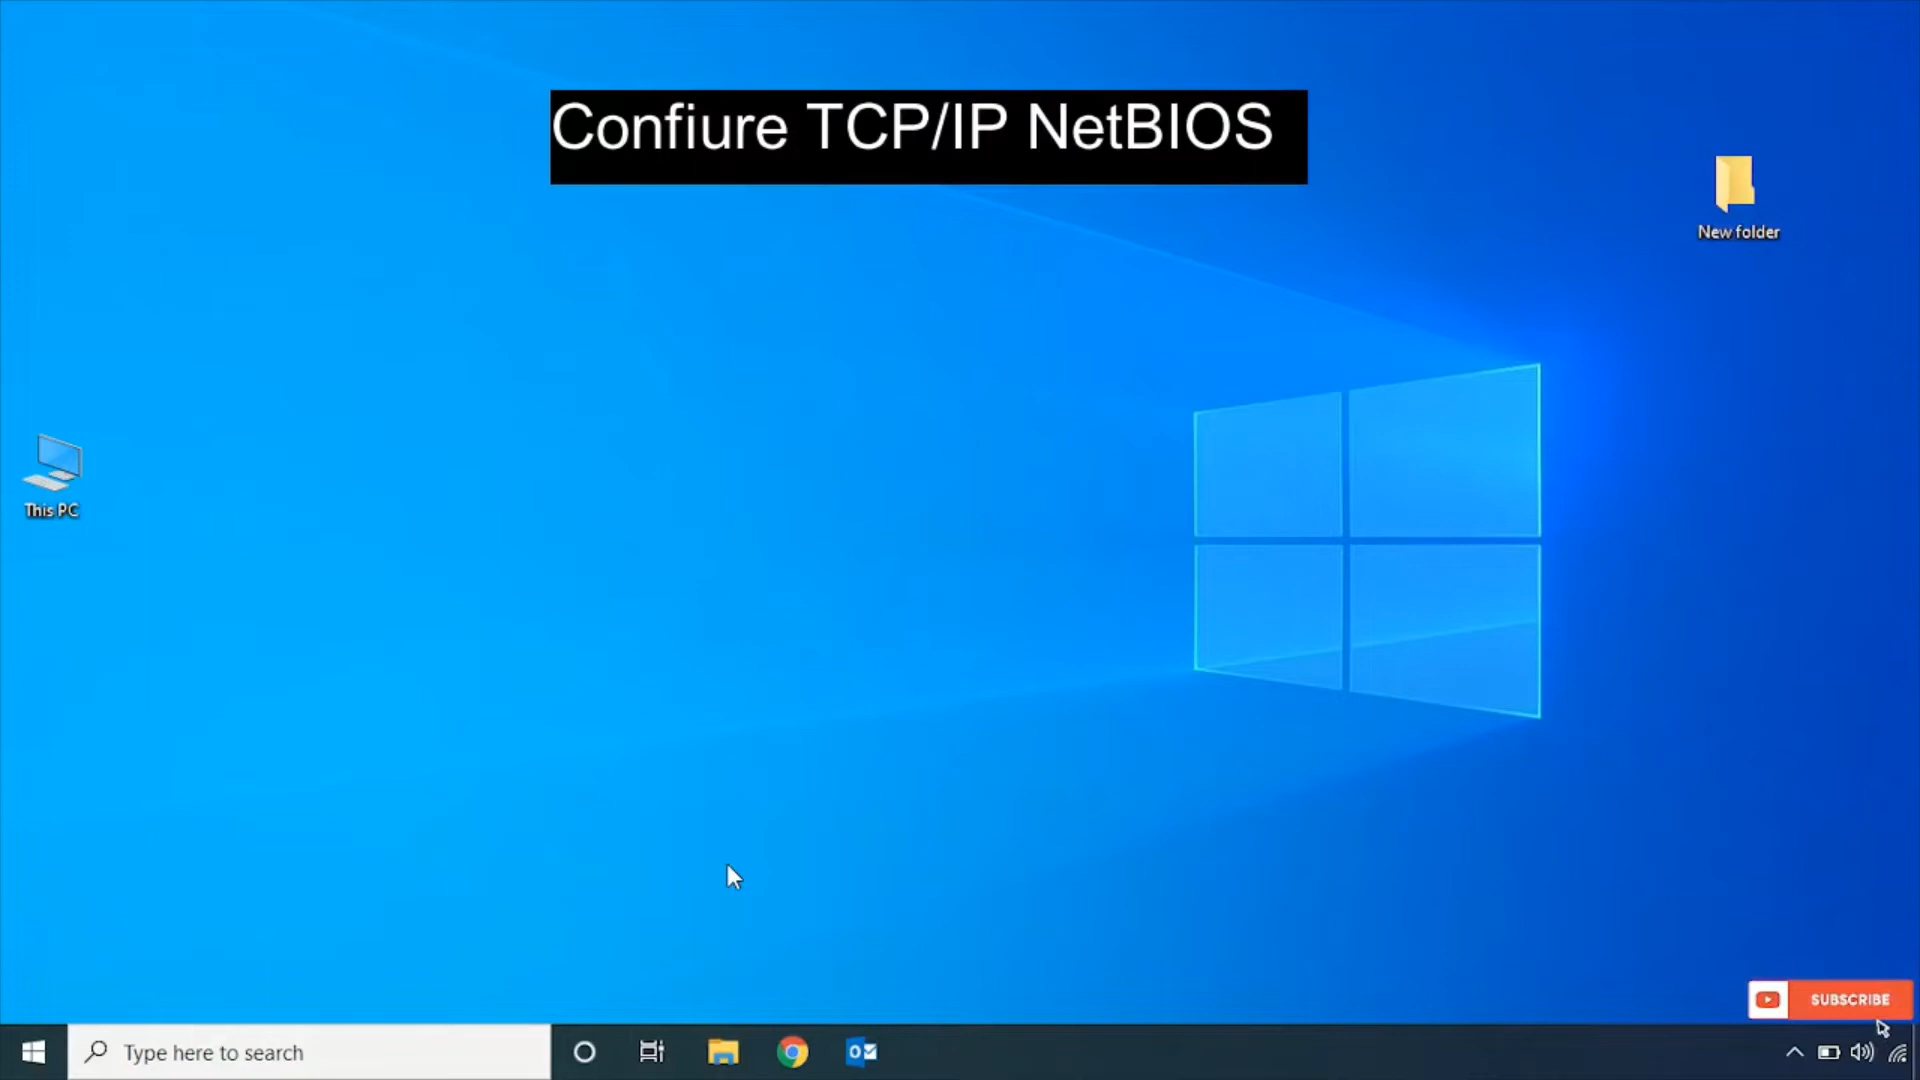 Confiure TCP/IP NetBIOS
New folder
This PC
SUBSCRIBE
Type here to search